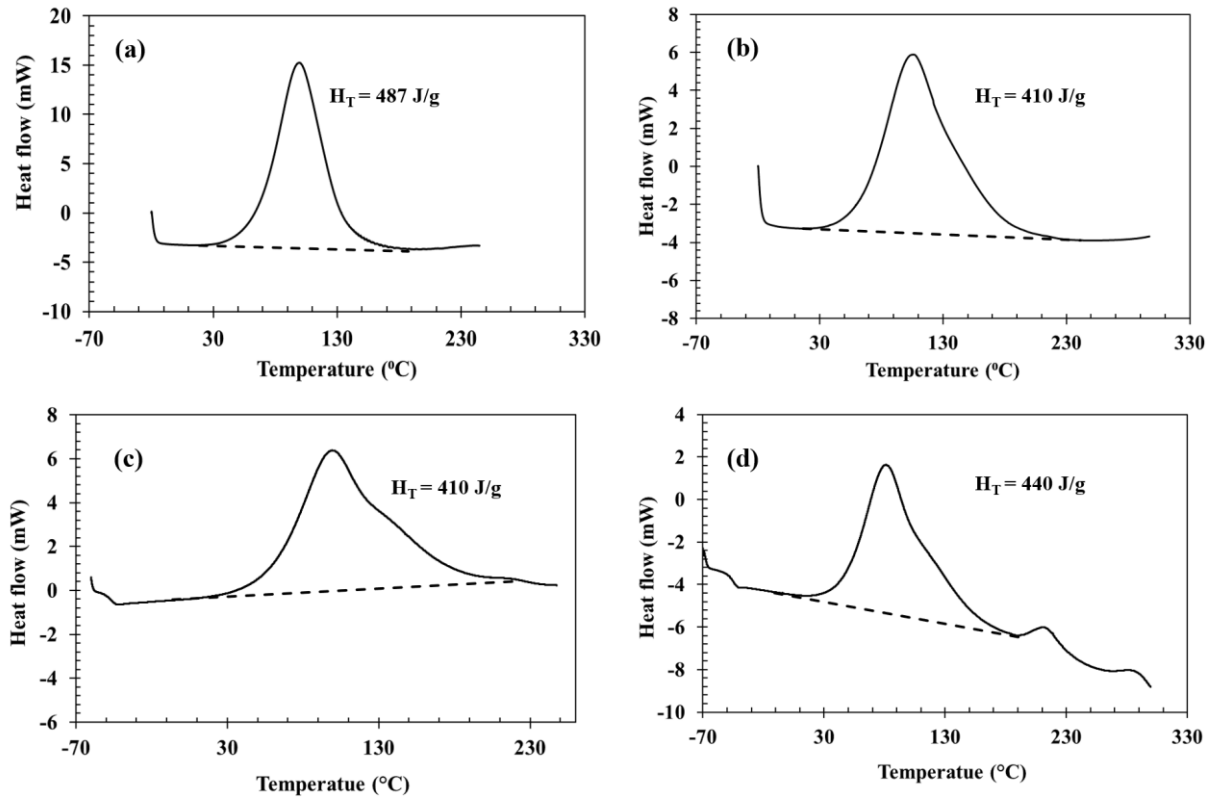 (a)
H_T = 487 J/g
Heat flow (mW)
20
15
10
5
0
-5
-10
-70 30 130 230 330
Temperature (⁰C)
(b)
H_T = 410 J/g
Heat flow (mW)
8
6
4
2
0
-2
-4
-6
-8
-70 30 130 230 330
Temperature (⁰C)
(c)
H_T = 410 J/g
Heat flow (mW)
8
6
4
2
0
-2
-4
-6
-70 30 130 230
Temperatue (°C)
(d)
H_T = 440 J/g
Heat flow (mW)
4
2
0
-2
-4
-6
-8
-10
-70 30 130 230 330
Temperatue (°C)